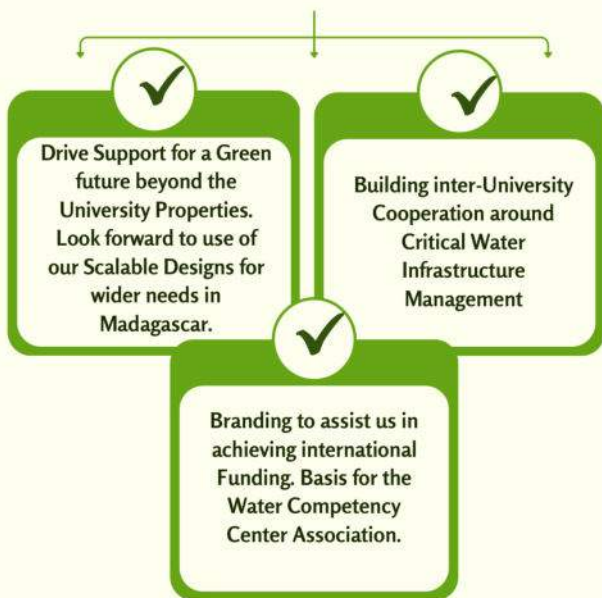 Drive Support for a Green
future beyond the
University Properties.
Look forward to use of
our Scalable Designs for
wider needs in
Madagascar.
Building inter-University
Cooperation around
Critical Water
Infrastructure
Management
Branding to assist us in
achieving international
Funding. Basis for the
Water Competency
Center Association.